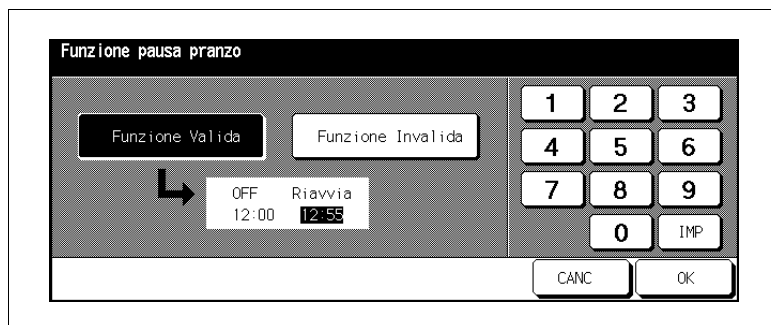 Funzione pausa pranzo
1 2 3
Funzione Valida Funzione Invalida
4 5 6
OFF Riavvia
12:00 12:55
7 8 9
0 IMP
CANC OK